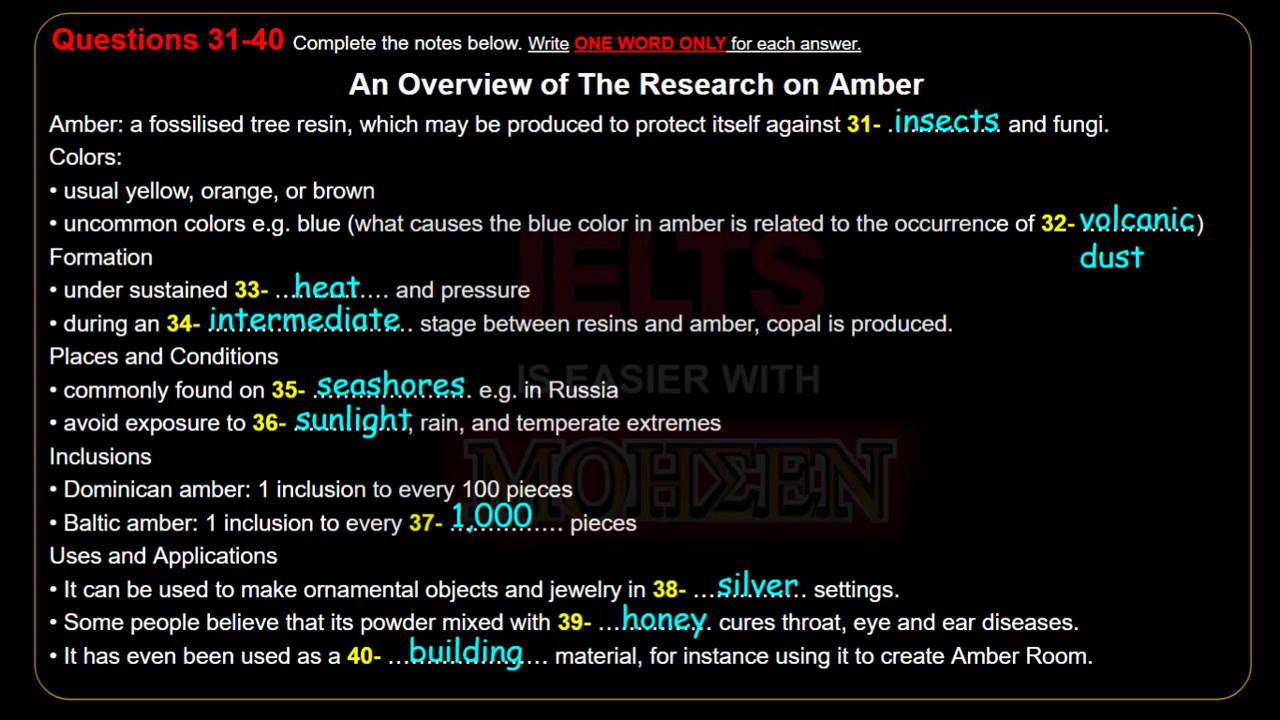 Questions 31-40 Complete the notes below. Write ONE WORD ONLY for each answer.
An Overview of The Research on Amber
Amber: a fossilised tree resin, which may be produced to protect itself against 31- insects and fungi.
Colors:
• usual yellow, orange, or brown
• uncommon colors e.g. blue (what causes the blue color in amber is related to the occurrence of 32- volcanic)
dust
Formation
• under sustained 33- ...heat.... and pressure
• during an 34- intermediate.. stage between resins and amber, copal is produced.
Places and Conditions
• commonly found on 35- seashores. e.g. in Russia
• avoid exposure to 36- sunlight, rain, and temperate extremes
Inclusions
• Dominican amber: 1 inclusion to every 100 pieces
• Baltic amber: 1 inclusion to every 37- 1,000.... pieces
Uses and Applications
• It can be used to make ornamental objects and jewelry in 38- ...silver.. settings.
• Some people believe that its powder mixed with 39- ...honey. cures throat, eye and ear diseases.
• It has even been used as a 40- ...building.... material, for instance using it to create Amber Room.
IELTS
IS EASIER WITH
MOHΣEN